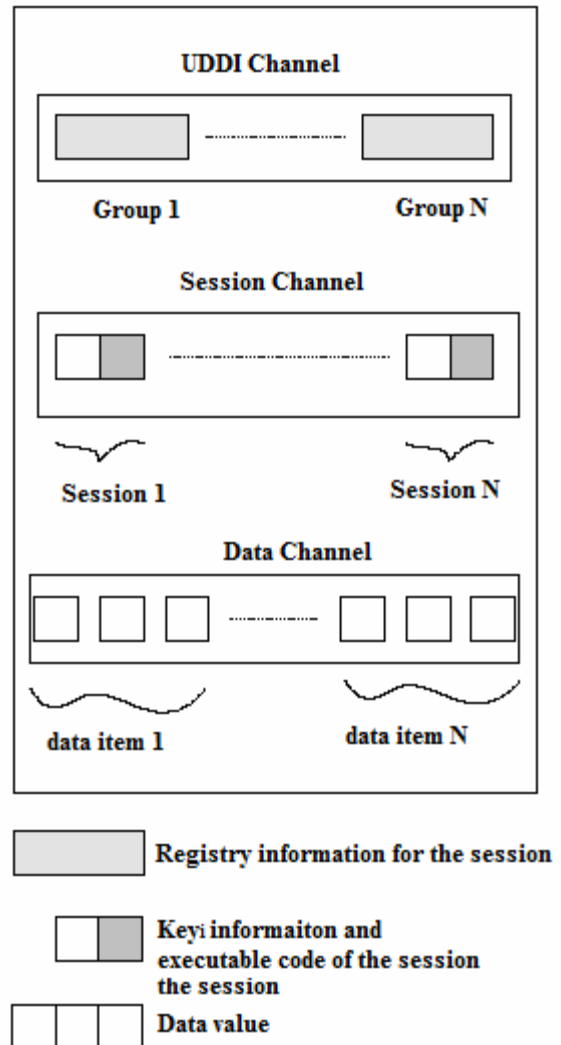 UDDI Channel
Group 1
Group N
Session Channel
Session 1
Session N
Data Channel
data item 1
data item N
Registry information for the session
Keyi informaiton and
executable code of the session
the session
Data value